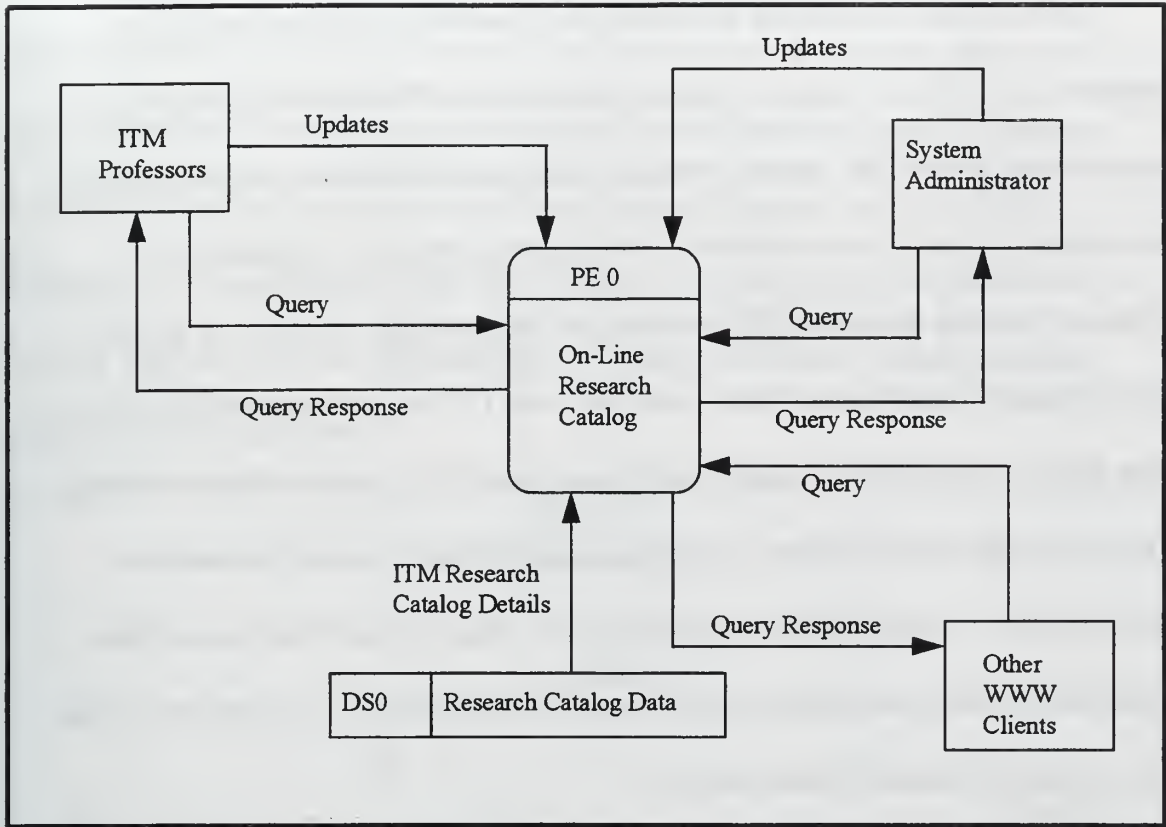 Updates
ITM
Professors
Updates
System
Administrator
PE 0
Query
Query
On-Line
Research
Catalog
Query Response
Query Response
Query
ITM Research
Catalog Details
Query Response
Other
WWW
Clients
DS0
Research Catalog Data